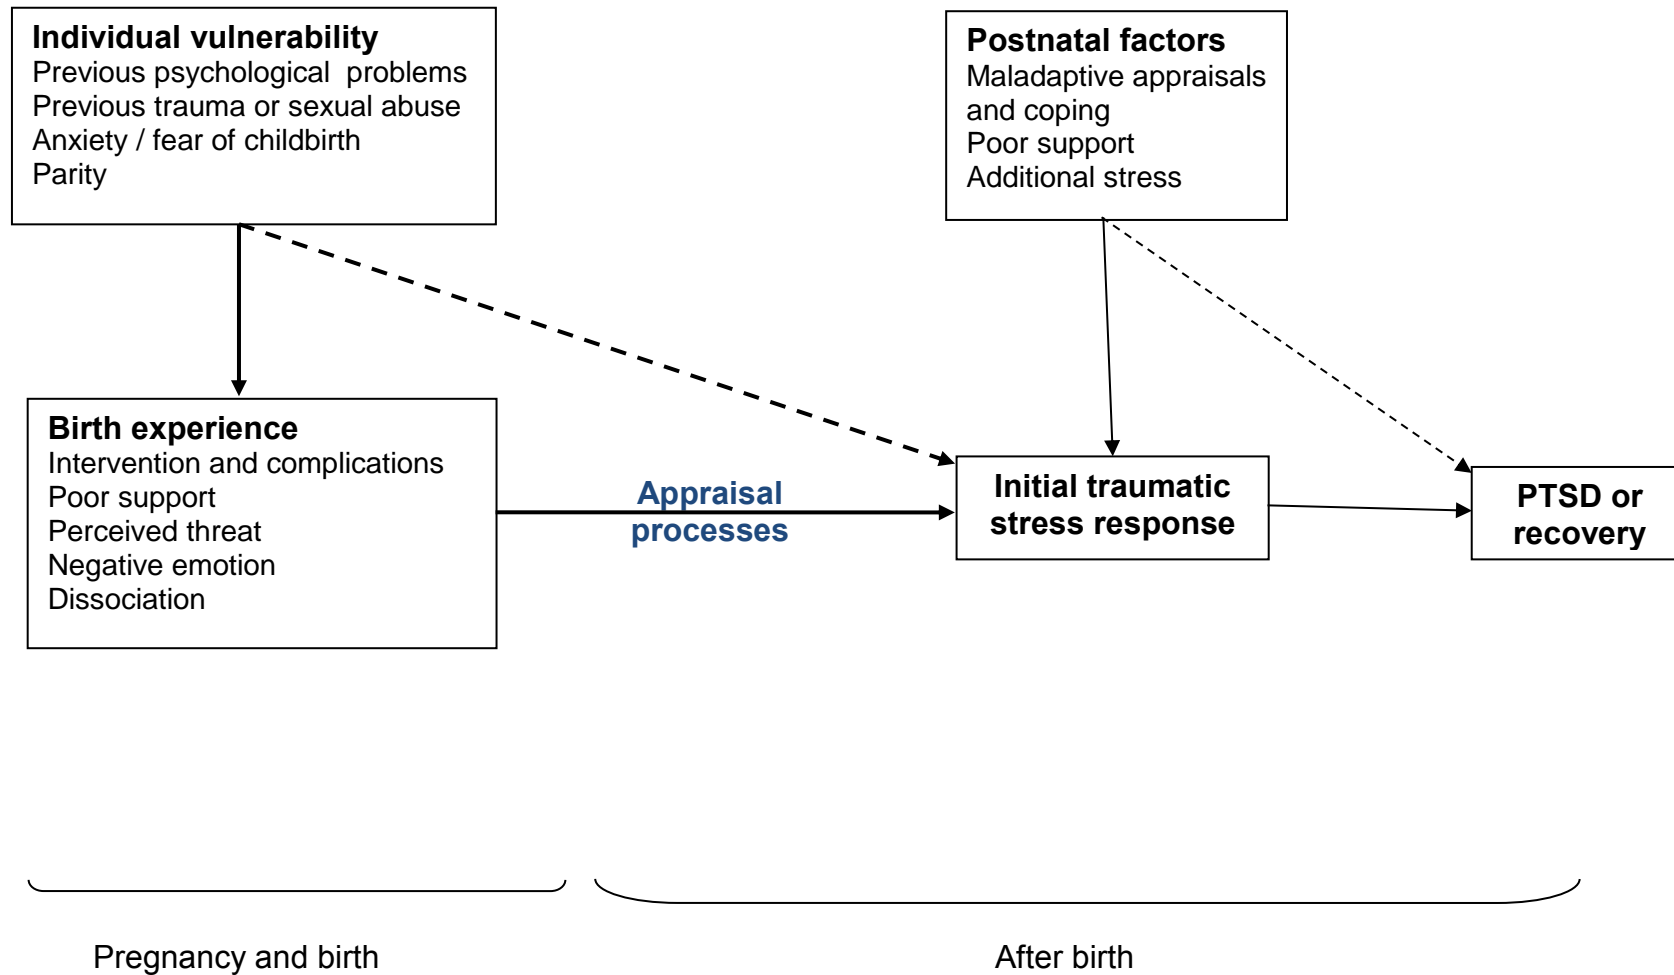 Individual vulnerability
Previous psychological  problems
Previous trauma or sexual abuse
Anxiety / fear of childbirth
Parity
Postnatal factors
Maladaptive appraisals
and coping
Poor support
Additional stress
Birth experience
Intervention and complications
Poor support
Perceived threat
Negative emotion
Dissociation
Appraisal
processes
Initial traumatic
stress response
PTSD or
recovery
Pregnancy and birth
After birth